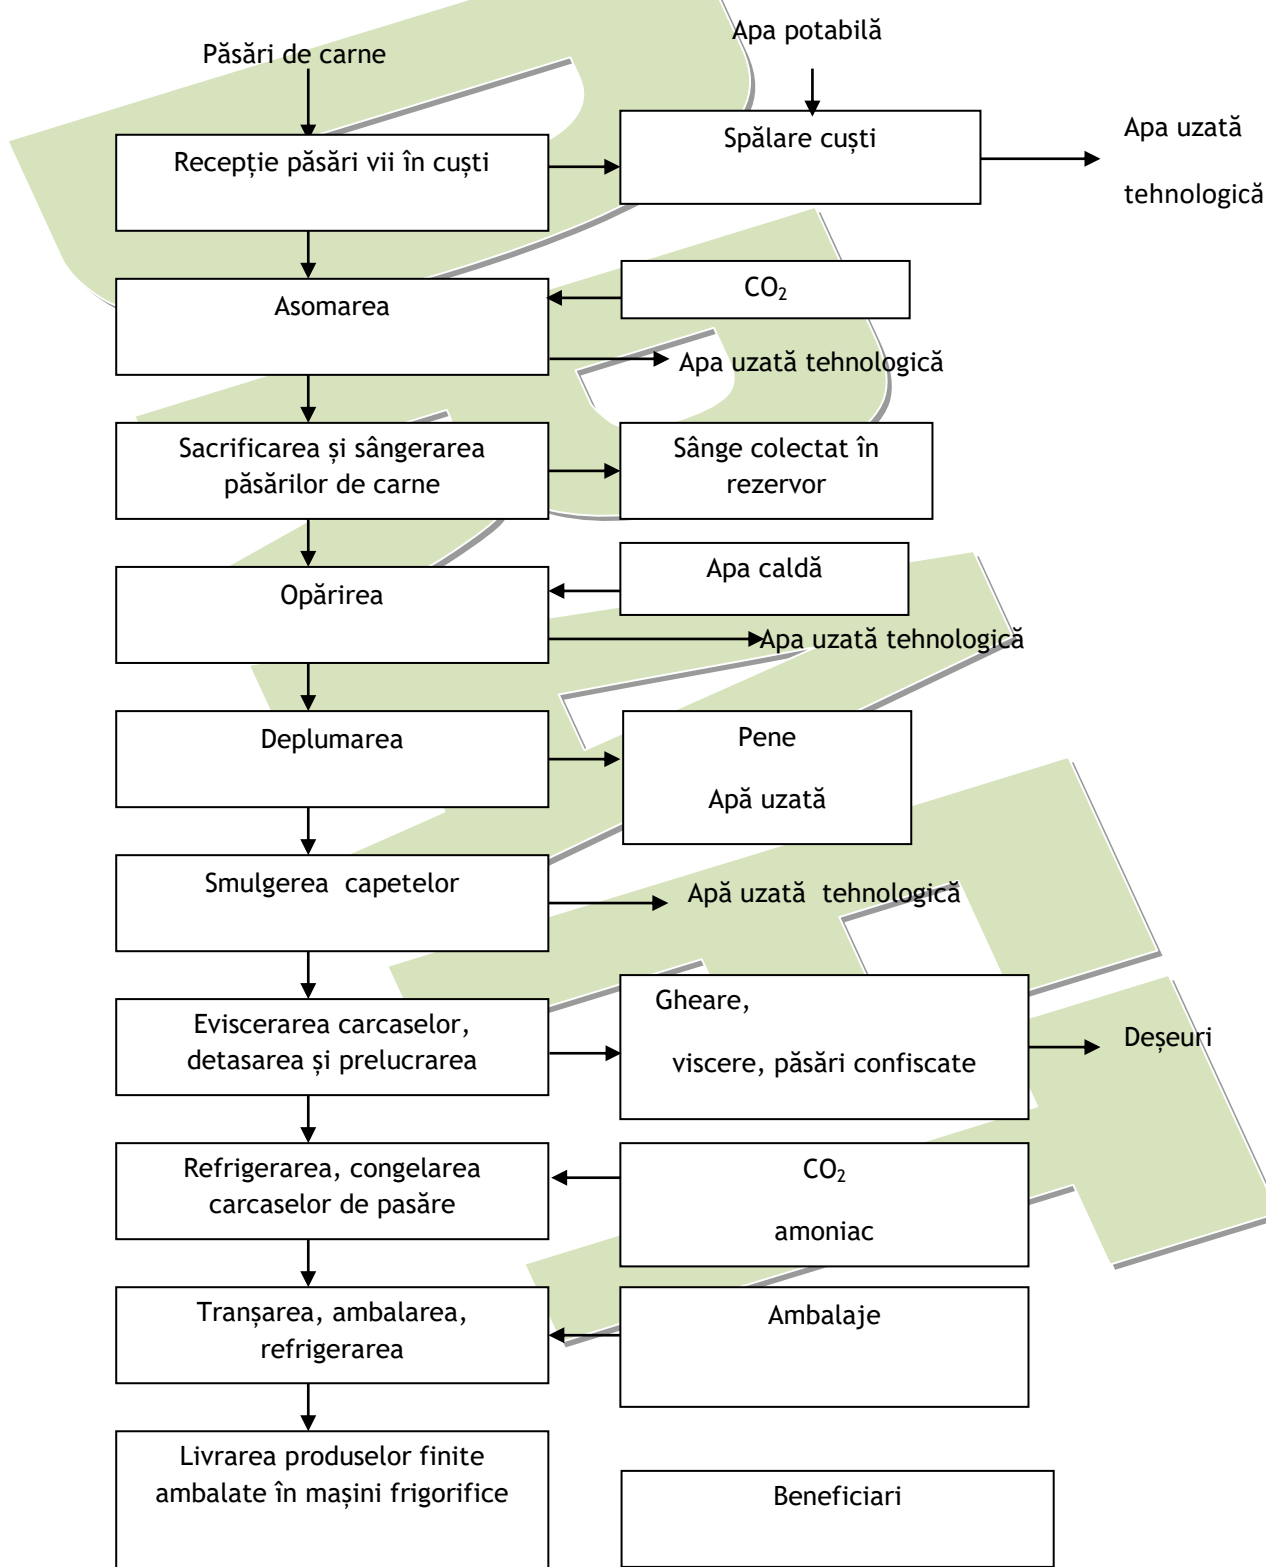 Păsări de carne
Apa potabilă
Recepție păsări vii în cuști
Spălare cuști
Apa uzată
tehnologică
Asomarea
CO₂
Apa uzată tehnologică
Sacrificarea și sângerarea
păsărilor de carne
Sânge colectat în
rezervor
Opărirea
Apa caldă
Apa uzată tehnologică
Deplumarea
Pene
Apă uzată
Smulgerea capetelor
Apă uzată tehnologică
Eviscerarea carcaselor,
detasarea și prelucrarea
Gheare,
viscere, păsări confiscate
Deșeuri
Refrigerarea, congelarea
carcaselor de pasăre
CO₂
amoniac
Tranșarea, ambalarea,
refrigerarea
Ambalaje
Livrarea produselor finite
ambalate în mașini frigorifice
Beneficiari